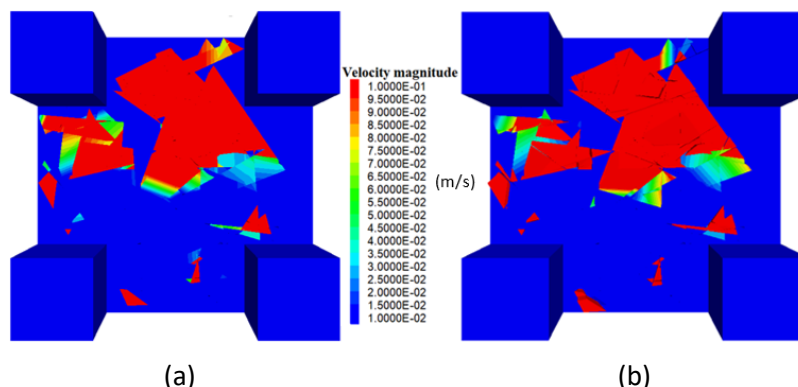 Velocity magnitude
1.0000E-01
9.5000E-02
9.0000E-02
8.5000E-02
8.0000E-02
7.5000E-02
7.0000E-02
6.5000E-02
6.0000E-02
5.5000E-02
5.0000E-02
4.5000E-02
4.0000E-02
3.5000E-02
3.0000E-02
2.5000E-02
2.0000E-02
1.5000E-02
1.0000E-02
(m/s)
(a)
(b)